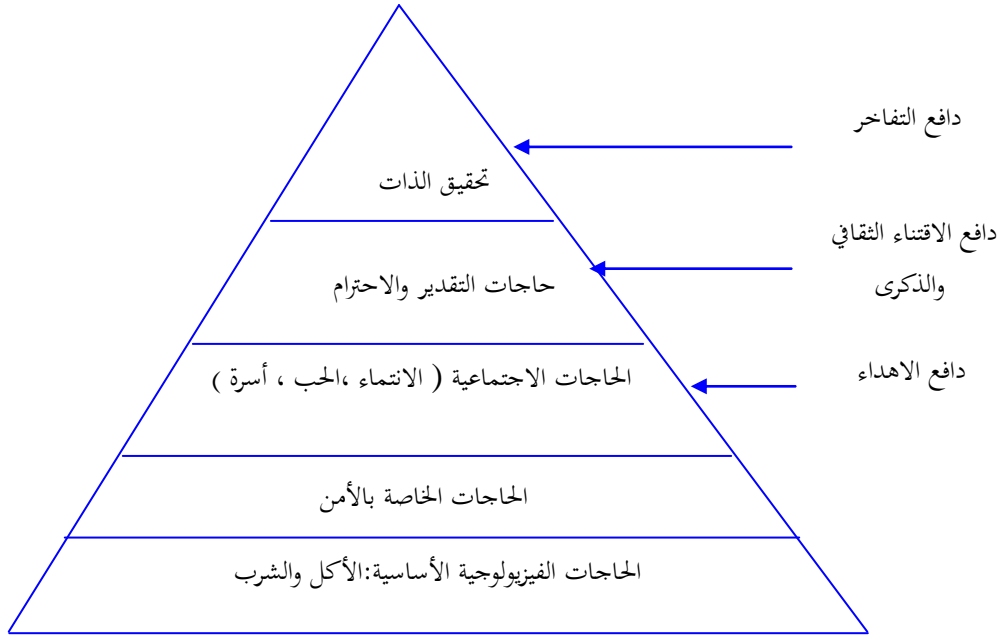 دافع التفاخر
تحقيق الذات
دافع الاقتناء الثقافي
والذكرى
حاجات التقدير والاحترام
دافع الاهداء
الحاجات الاجتماعية ( الانتماء ،الحب ، أسرة )
الحاجات الخاصة بالأمن
الحاجات الفيزيولوجية الأساسية:الأكل والشرب